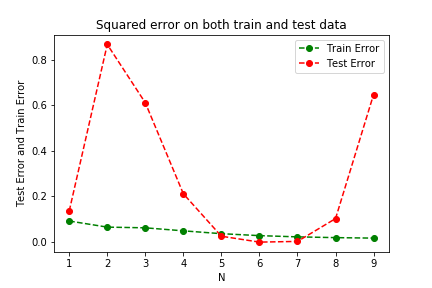 Squared error on both train and test data
Train Error
Test Error
Test Error and Train Error
0.8
0.6
0.4
0.2
0.0
1 2 3 4 5 6 7 8 9
N